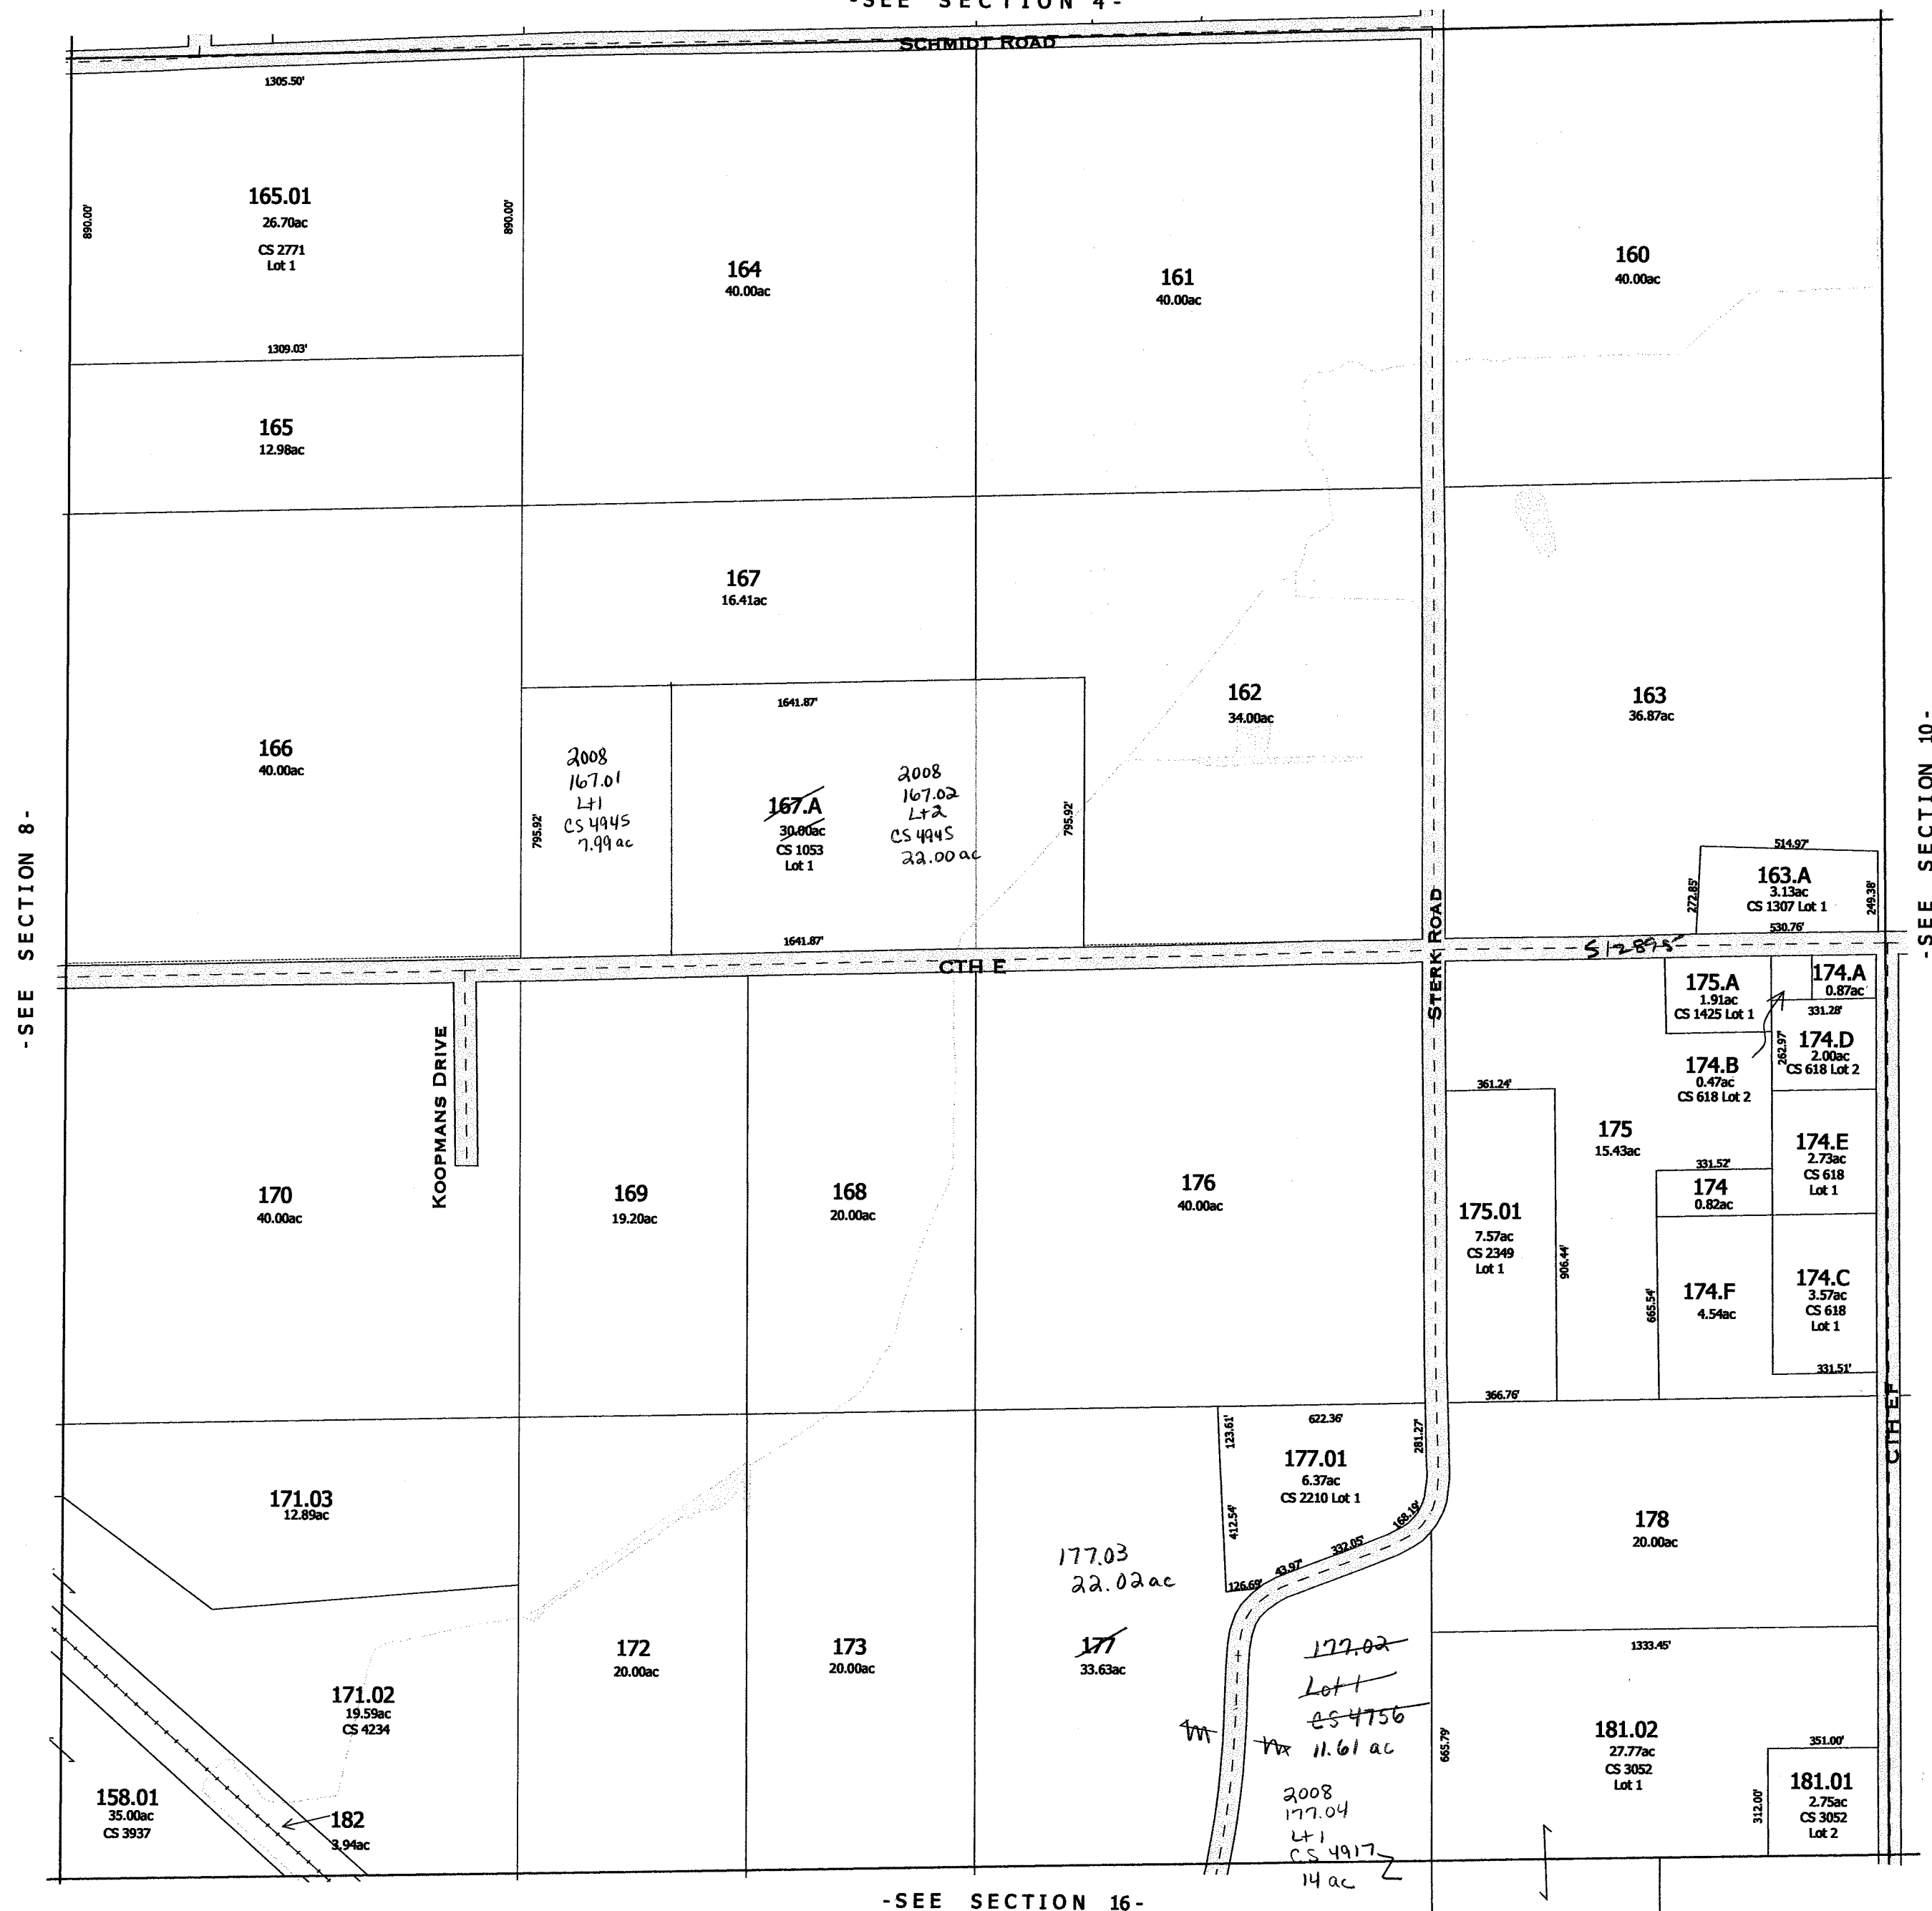 -SEE SECTION 4-
SCHMIDT ROAD
1305.50'
890.00'
165.01
26.70ac
CS 2771
Lot 1
890.00'
164
40.00ac
161
40.00ac
160
40.00ac
1309.03'
165
12.98ac
167
16.41ac
166
40.00ac
1641.87'
162
34.00ac
163
36.87ac
-SEE SECTION 8-
-SEE SECTION 10-
2008
167.01
Lt1
CS 4945
7.99 ac
795.92'
167.A
30.00ac
CS 1053
Lot 1
2008
167.02
Lt2
CS 4945
22.00 ac
795.92'
1641.87'
514.97'
272.85'
163.A
3.13ac
CS 1307 Lot 1
249.38'
530.76'
CTH E
STERK ROAD
KOOPMANS DRIVE
175.A
1.91ac
CS 1425 Lot 1
174.A
0.87ac
331.28'
262.97'
174.D
2.00ac
CS 618 Lot 2
174.B
0.47ac
CS 618 Lot 2
361.24'
175
15.43ac
174.E
2.73ac
CS 618
Lot 1
331.52'
174
0.82ac
170
40.00ac
169
19.20ac
168
20.00ac
176
40.00ac
175.01
7.57ac
CS 2349
Lot 1
906.44'
665.54'
174.F
4.54ac
174.C
3.57ac
CS 618
Lot 1
331.51'
366.76'
CTH EF
123.61'
622.36'
281.27'
177.01
6.37ac
CS 2210 Lot 1
412.54'
168.19'
332.05'
43.97'
126.69'
171.03
12.89ac
178
20.00ac
177.03
22.02ac
172
20.00ac
173
20.00ac
177
33.63ac
177.02
Lot 1
CS 4756
11.61 ac
1333.45'
665.79'
171.02
19.59ac
CS 4234
181.02
27.77ac
CS 3052
Lot 1
351.00'
312.00'
181.01
2.75ac
CS 3052
Lot 2
158.01
35.00ac
CS 3937
182
3.94ac
2008
177.04
Lt 1
CS 4917
14 ac
-SEE SECTION 16-